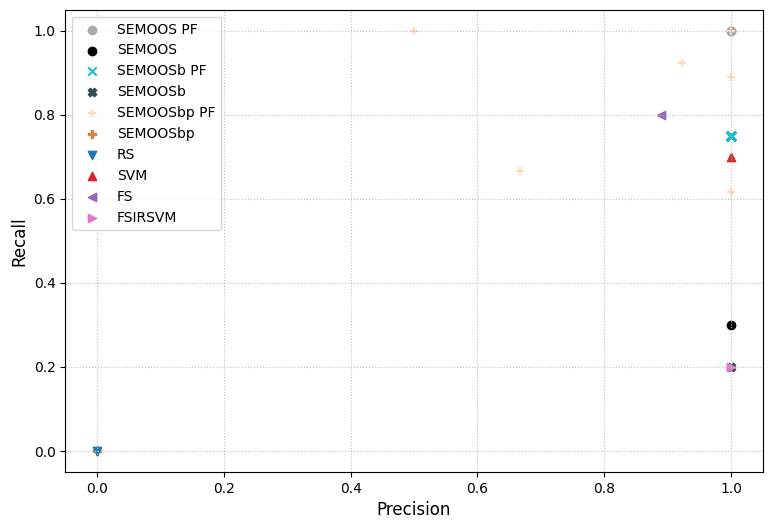 1.0
0.8
0.6
0.4
0.2
0.0
Recall
SEMOOS PF
SEMOOS
SEMOOSb PF
SEMOOSb
SEMOOSbp PF
SEMOOSbp
RS
SVM
FS
FSIRSVM
0.0 0.2 0.4 0.6 0.8 1.0
Precision